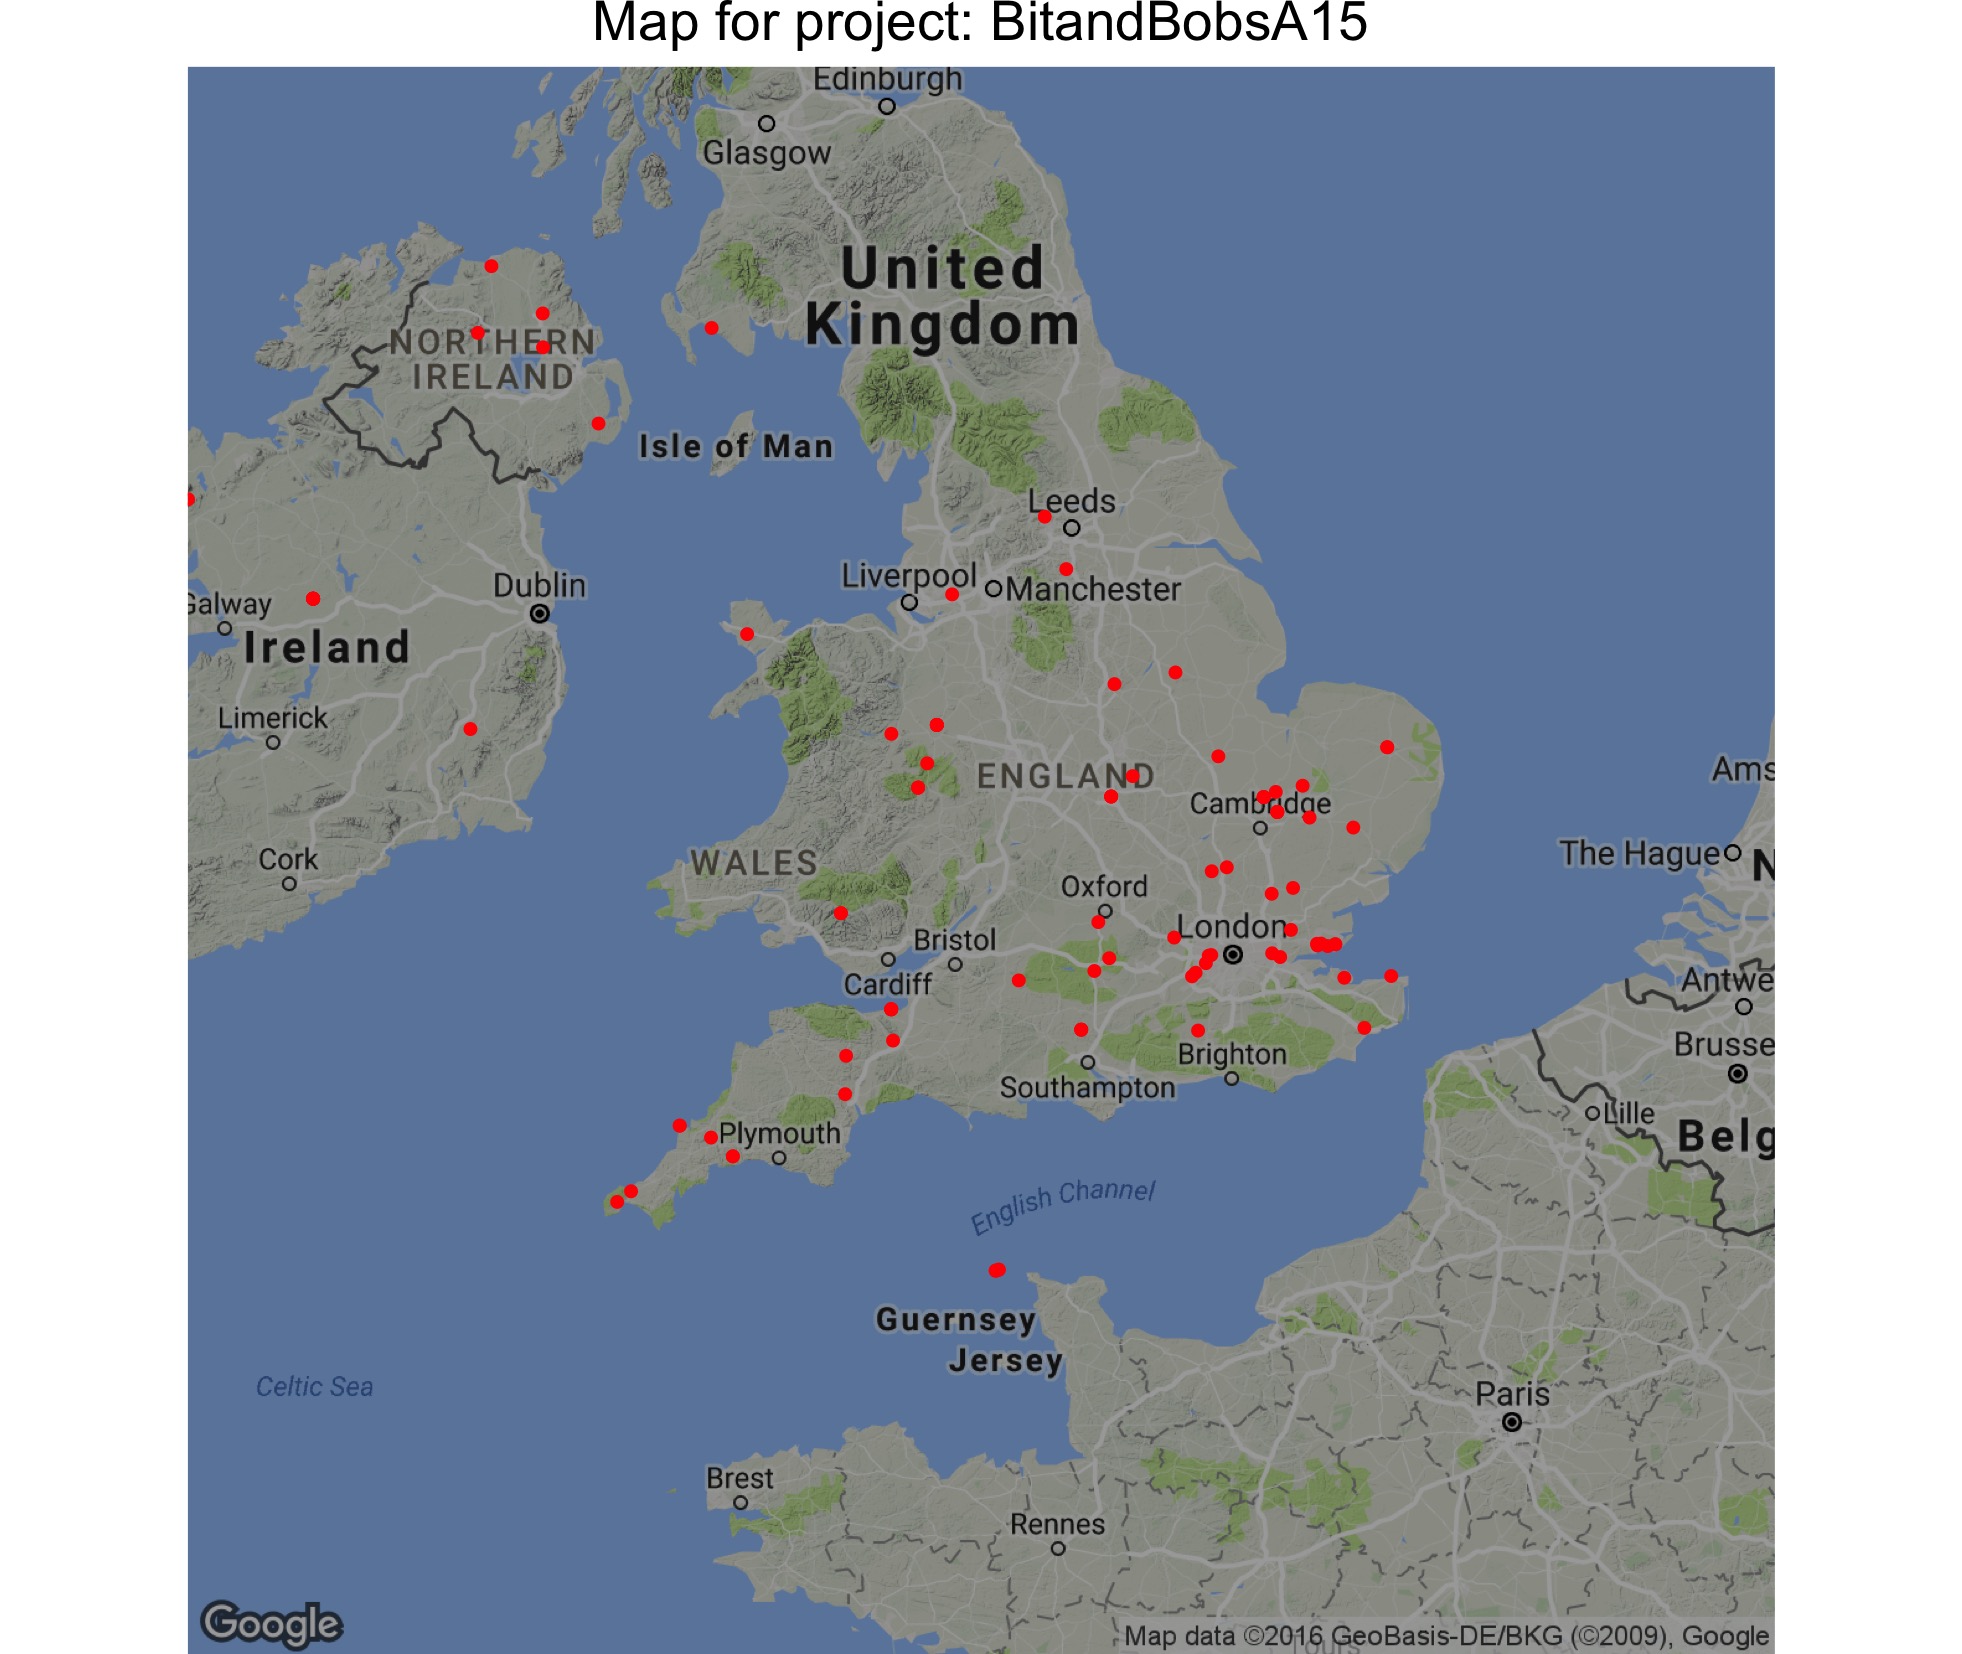 Map for project: BitandBobsA15
Edinburgh
Glasgow
United
Kingdom
NORTHERN
IRELAND
Isle of Man
Leeds
Liverpool
Manchester
Dublin
Galway
Ireland
Limerick
Cork
ENGLAND
Cambridge
WALES
Oxford
London
Bristol
Cardiff
Brighton
Southampton
Plymouth
Ams
The Hague
N
Antwe
Brusse
Lille
Belg
English Channel
Guernsey
Jersey
Celtic Sea
Paris
Brest
Rennes
Tours
Google
Map data ©2016 GeoBasis-DE/BKG (©2009), Google